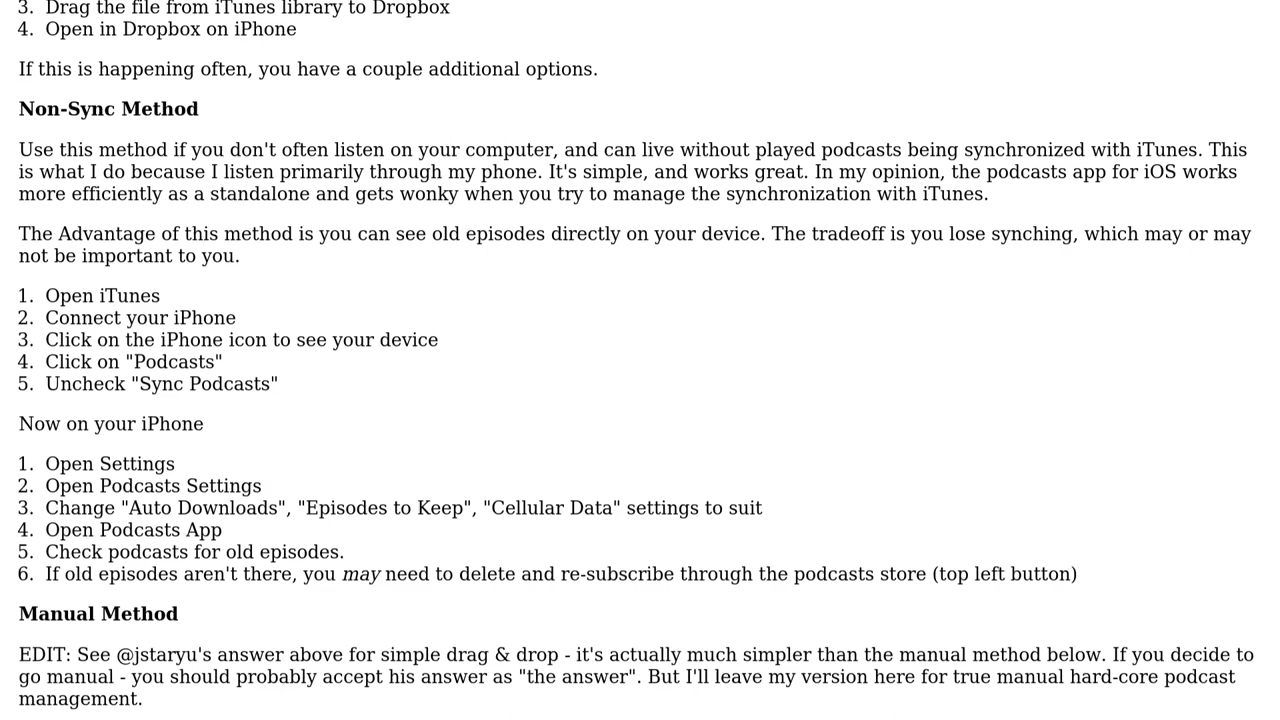 3. Drag the file from iTunes library to Dropbox
4. Open in Dropbox on iPhone
If this is happening often, you have a couple additional options.
Non-Sync Method
Use this method if you don't often listen on your computer, and can live without played podcasts being synchronized with iTunes. This
is what I do because I listen primarily through my phone. It's simple, and works great. In my opinion, the podcasts app for iOS works
more efficiently as a standalone and gets wonky when you try to manage the synchronization with iTunes.
The Advantage of this method is you can see old episodes directly on your device. The tradeoff is you lose synching, which may or may
not be important to you.
1. Open iTunes
2. Connect your iPhone
3. Click on the iPhone icon to see your device
4. Click on "Podcasts"
5. Uncheck "Sync Podcasts"
Now on your iPhone
1. Open Settings
2. Open Podcasts Settings
3. Change "Auto Downloads", "Episodes to Keep", "Cellular Data" settings to suit
4. Open Podcasts App
5. Check podcasts for old episodes.
6. If old episodes aren't there, you may need to delete and re-subscribe through the podcasts store (top left button)
Manual Method
EDIT: See @jstaryu's answer above for simple drag & drop - it's actually much simpler than the manual method below. If you decide to
go manual - you should probably accept his answer as "the answer". But I'll leave my version here for true manual hard-core podcast
management.